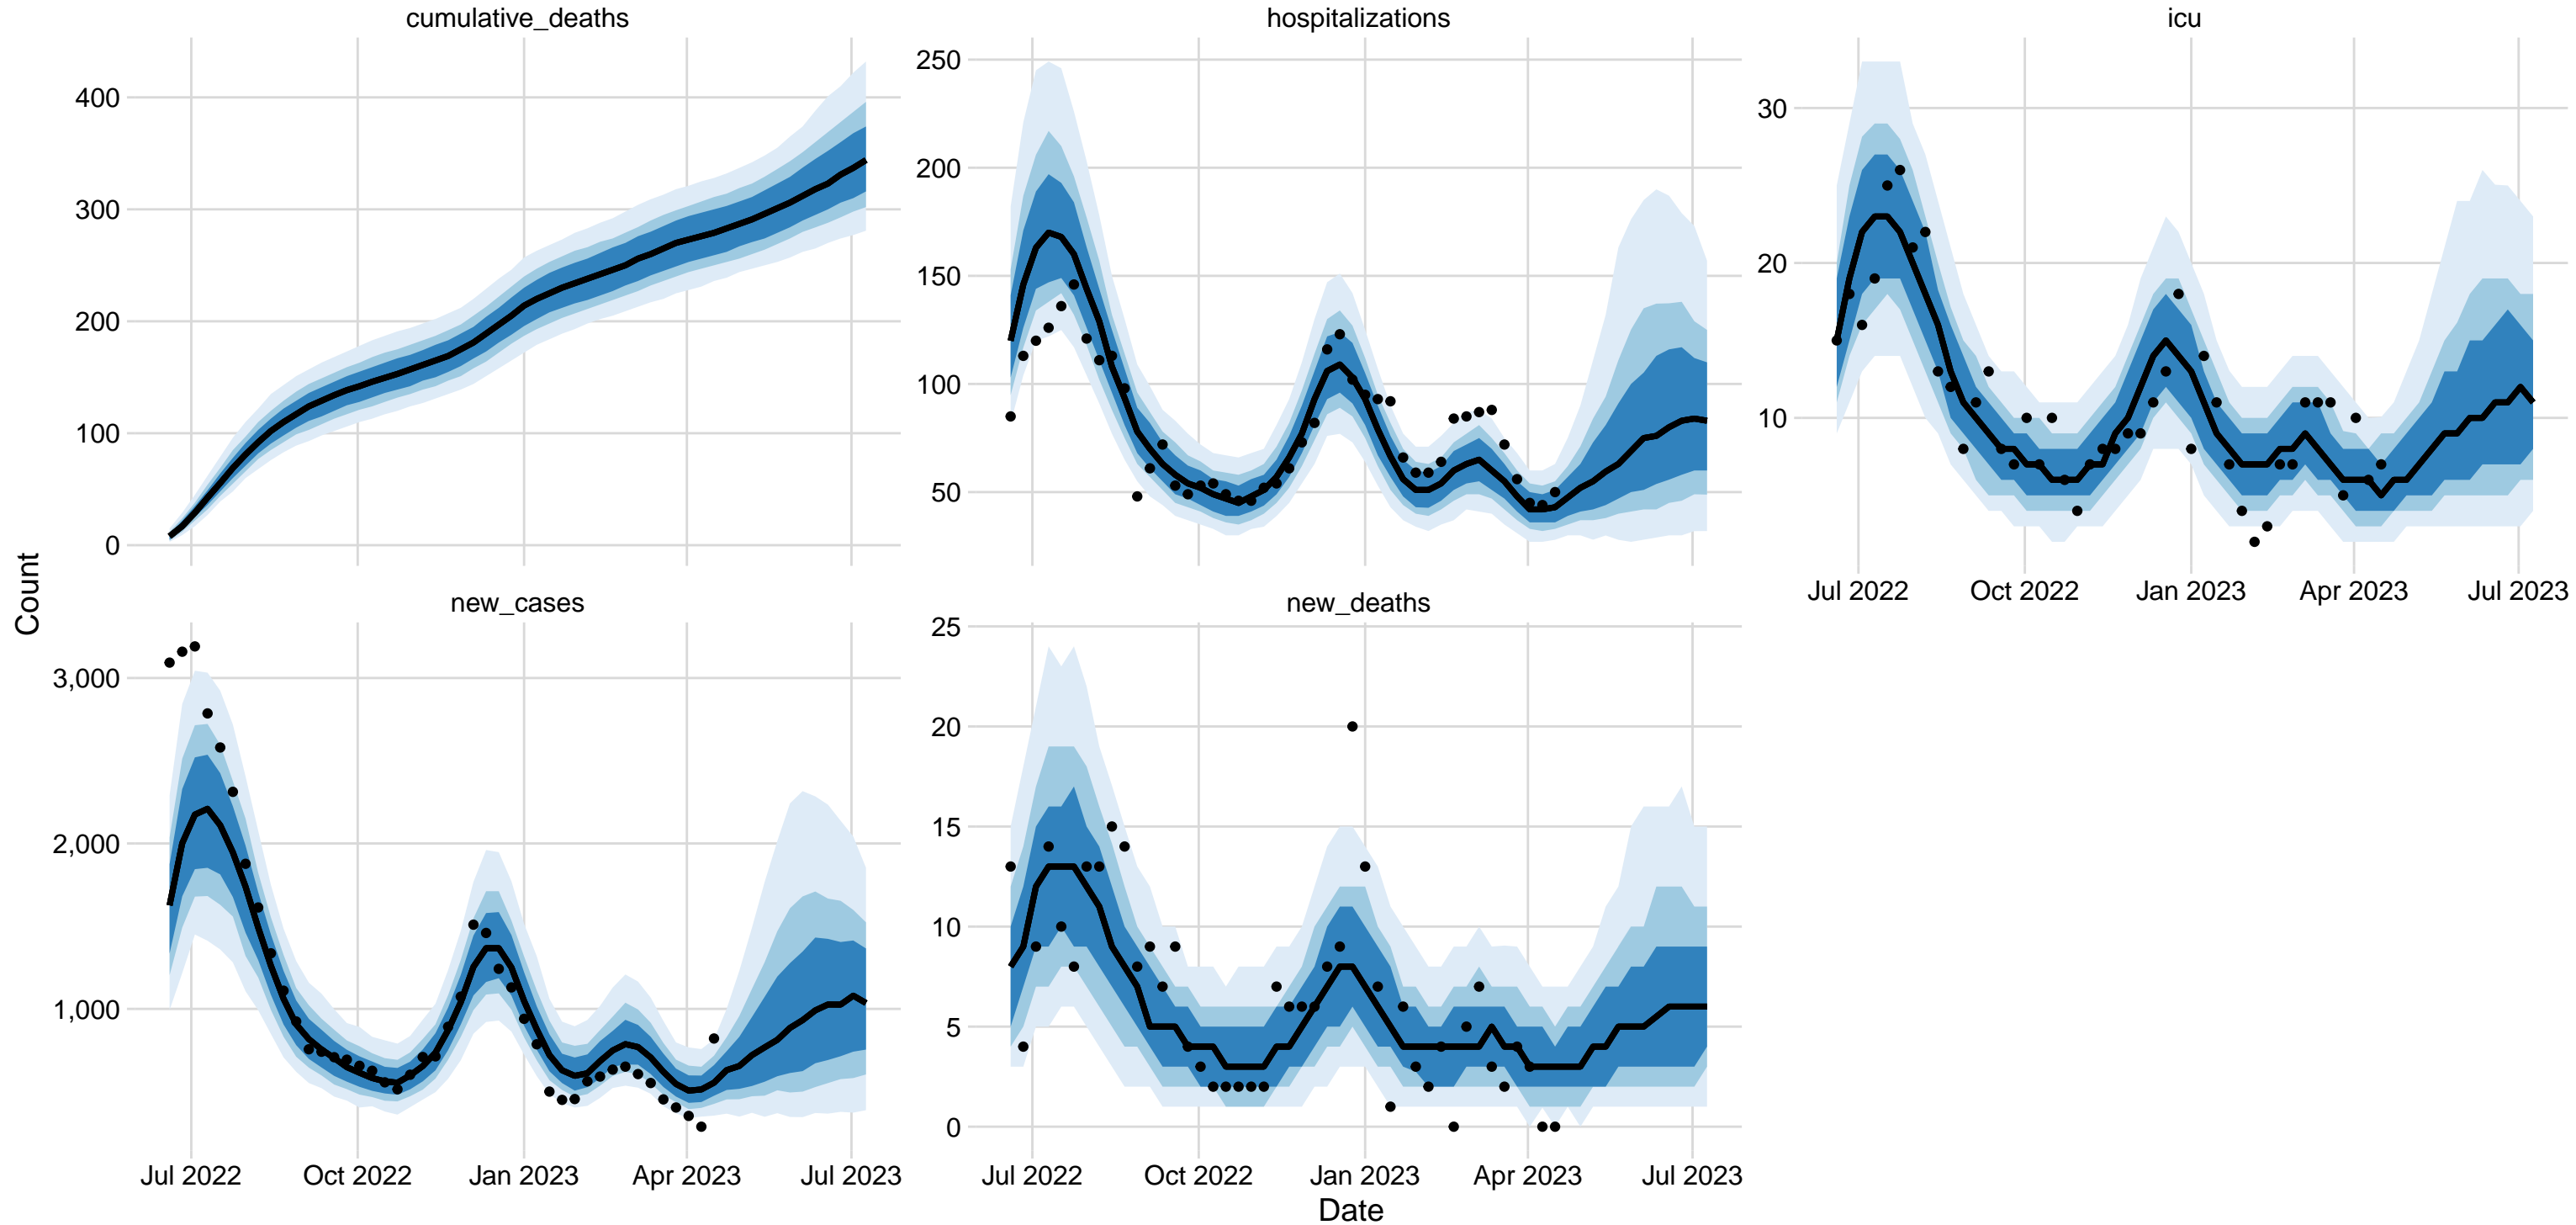 cumulative_deaths
400
300
200
100
0
hospitalizations
250
200
150
100
50
icu
30
20
10
Jul 2022 Oct 2022 Jan 2023 Apr 2023 Jul 2023
Count
new_cases
3,000
2,000
1,000
Jul 2022 Oct 2022 Jan 2023 Apr 2023 Jul 2023
new_deaths
25
20
15
10
5
0
Jul 2022 Oct 2022 Jan 2023 Apr 2023 Jul 2023
Date